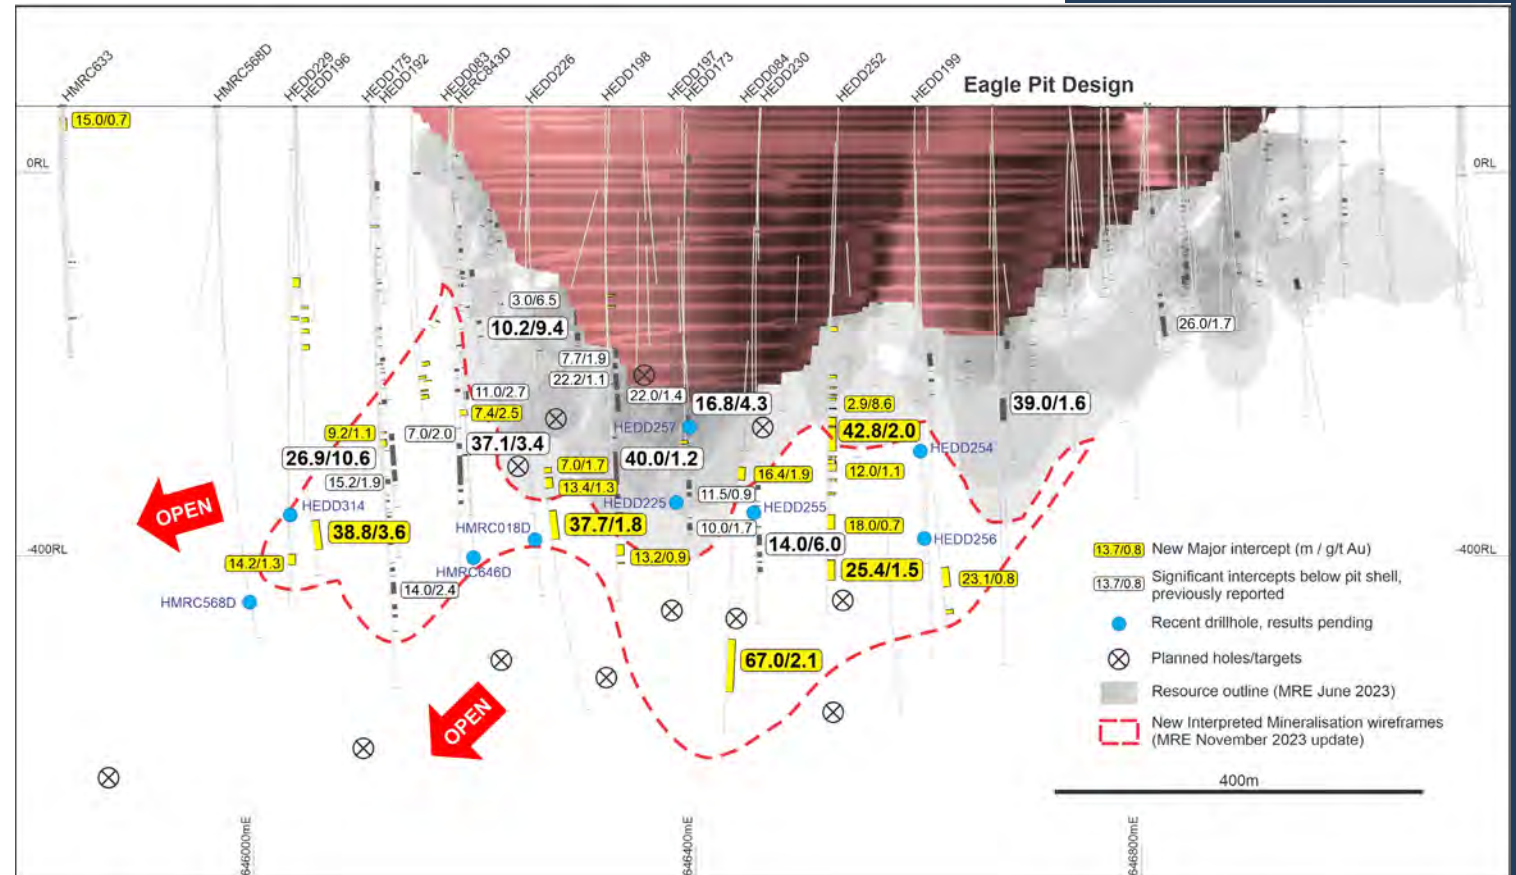 HMRC633
HMRC568D
HEDD229
HEDD196
HEDD175
HEDD192
HEDD083
HERC843D
HEDD226
HEDD198
HEDD197
HEDD173
HEDD084
HEDD230
HEDD252
HEDD199
Eagle Pit Design
15.0/0.7
0RL
0RL
3.0/6.5
10.2/9.4
26.0/1.7
7.7/1.9
22.2/1.1
11.0/2.7
22.0/1.4
16.8/4.3
2.9/8.6
39.0/1.6
7.4/2.5
9.2/1.1
7.0/2.0
37.1/3.4
HEDD257
42.8/2.0
HEDD254
26.9/10.6
40.0/1.2
7.0/1.7
16.4/1.9
12.0/1.1
15.2/1.9
13.4/1.3
11.5/0.9
OPEN
HEDD314
HEDD225
HEDD255
38.8/3.6
HMRC018D
37.7/1.8
10.0/1.7
18.0/0.7
HEDD256
14.0/6.0
-400RL
-400RL
14.2/1.3
HMRC646D
13.2/0.9
25.4/1.5
23.1/0.8
14.0/2.4
HMRC568D
67.0/2.1
OPEN
13.7/0.8 New Major intercept (m / g/t Au)
13.7/0.8 Significant intercepts below pit shell,
previously reported
Recent drillhole, results pending
Planned holes/targets
Resource outline (MRE June 2023)
New Interpreted Mineralisation wireframes
(MRE November 2023 update)
400m
646000mE
646400mE
646800mE